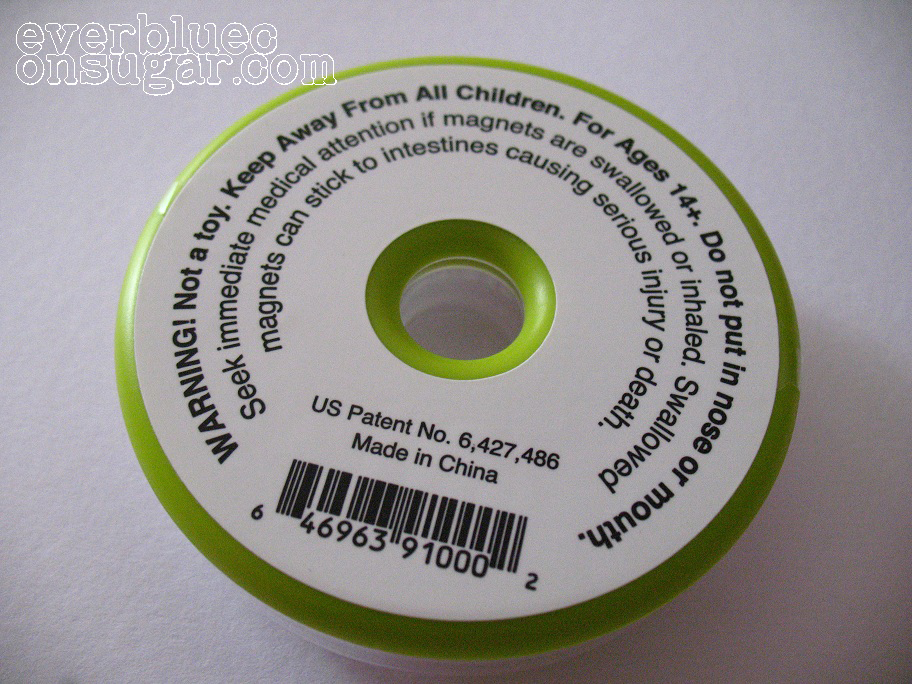 everbluec
onsugar.com
WARNING! Not a toy. Keep Away From All Children. For Ages 14+. Do not put in nose or mouth.
Seek immediate medical attention if magnets are swallowed or inhaled. Swallowed
magnets can stick to intestines causing serious injury or death.
US Patent No. 6,427,486
Made in China
6 46963 91000 2